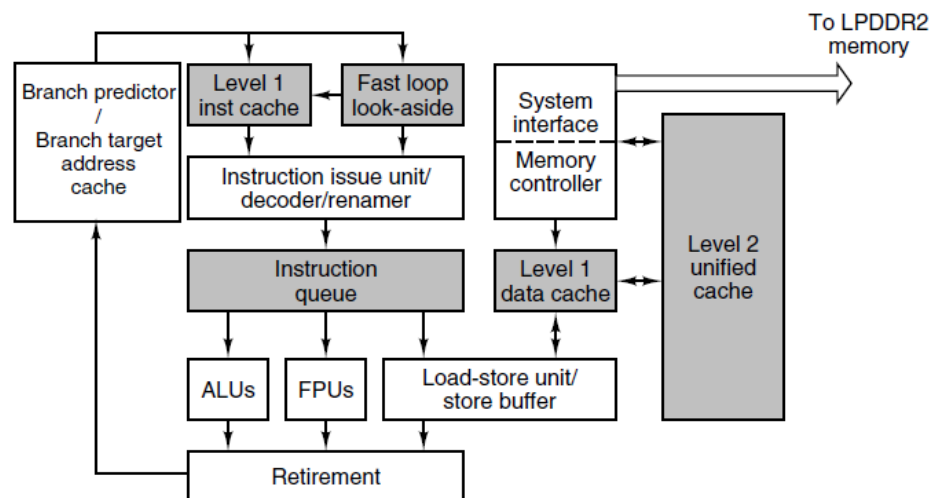 To LPDDR2
memory
Branch predictor
/
Branch target
address
cache
Level 1
inst cache
Fast loop
look-aside
System
interface
Memory
controller
Instruction issue unit/
decoder/renamer
Instruction
queue
Level 1
data cache
Level 2
unified
cache
ALUs
FPUs
Load-store unit/
store buffer
Retirement